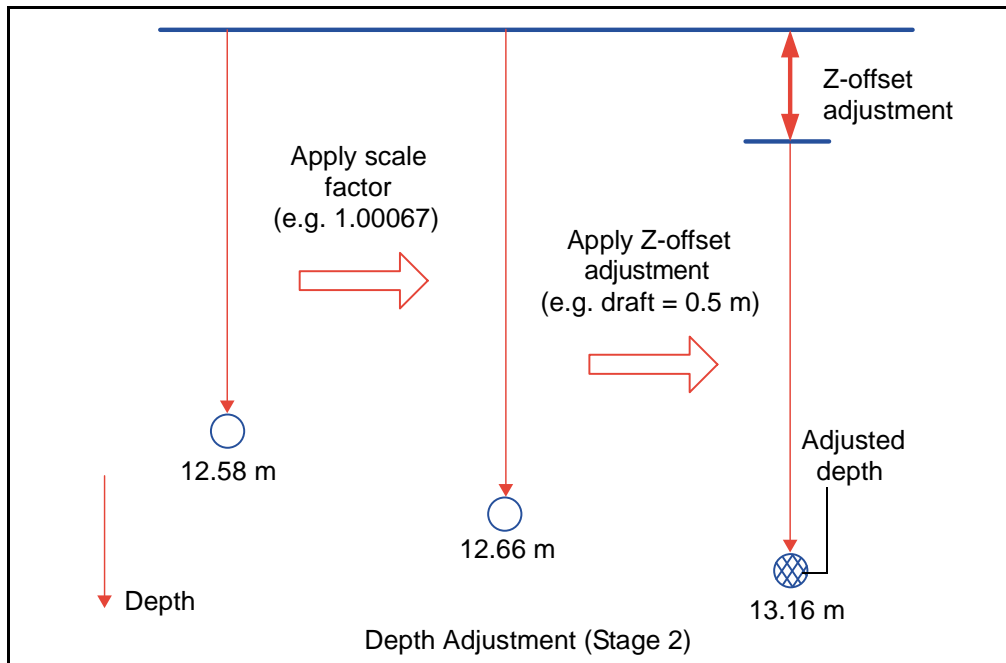 Z-offset
adjustment
Apply scale
factor
(e.g. 1.00067)
Apply Z-offset
adjustment
(e.g. draft = 0.5 m)
12.58 m
12.66 m
Adjusted
depth
13.16 m
Depth
Depth Adjustment (Stage 2)